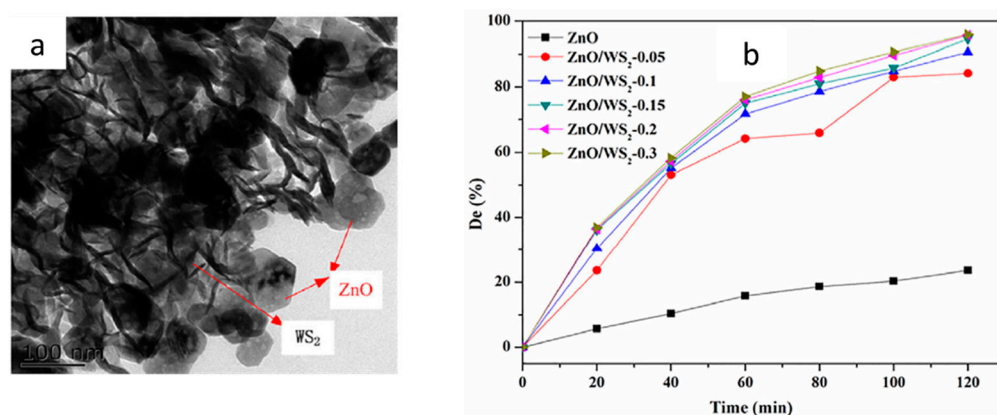 a
ZnO
WS₂
100 nm
b
ZnO
ZnO/WS₂-0.05
ZnO/WS₂-0.1
ZnO/WS₂-0.15
ZnO/WS₂-0.2
ZnO/WS₂-0.3
De (%)
100
80
60
40
20
0
0 20 40 60 80 100 120
Time (min)